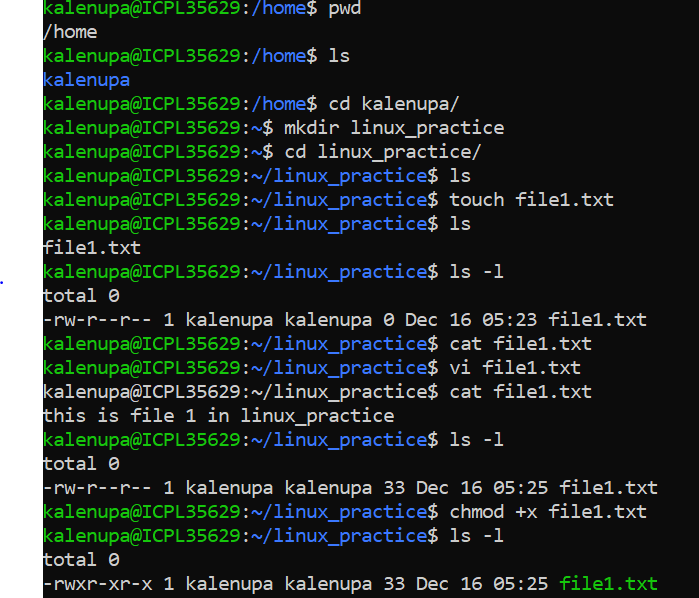 kalenupa@ICPL35629:/home$ pwd
/home
kalenupa@ICPL35629:/home$ ls
kalenupa
kalenupa@ICPL35629:/home$ cd kalenupa/
kalenupa@ICPL35629:~$ mkdir linux_practice
kalenupa@ICPL35629:~$ cd linux_practice/
kalenupa@ICPL35629:~/linux_practice$ ls
kalenupa@ICPL35629:~/linux_practice$ touch file1.txt
kalenupa@ICPL35629:~/linux_practice$ ls
file1.txt
kalenupa@ICPL35629:~/linux_practice$ ls -l
total 0
-rw-r--r-- 1 kalenupa kalenupa 0 Dec 16 05:23 file1.txt
kalenupa@ICPL35629:~/linux_practice$ cat file1.txt
kalenupa@ICPL35629:~/linux_practice$ vi file1.txt
kalenupa@ICPL35629:~/linux_practice$ cat file1.txt
this is file 1 in linux_practice
kalenupa@ICPL35629:~/linux_practice$ ls -l
total 0
-rw-r--r-- 1 kalenupa kalenupa 33 Dec 16 05:25 file1.txt
kalenupa@ICPL35629:~/linux_practice$ chmod +x file1.txt
kalenupa@ICPL35629:~/linux_practice$ ls -l
total 0
-rwxr-xr-x 1 kalenupa kalenupa 33 Dec 16 05:25 file1.txt